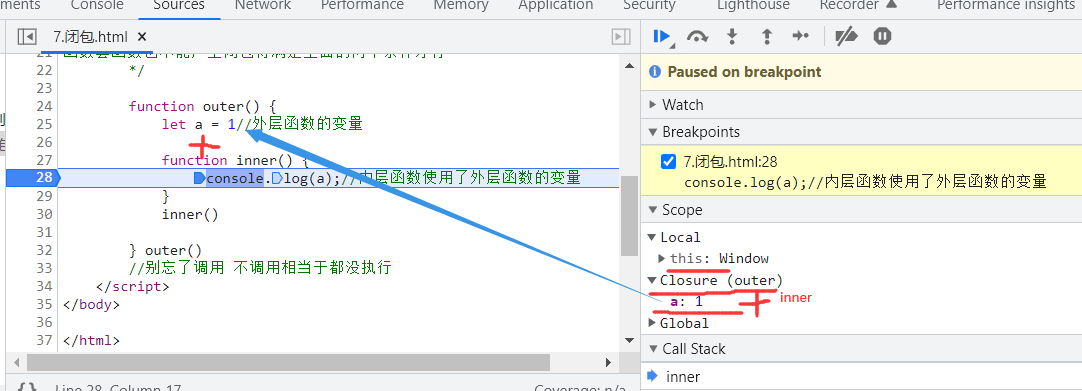 Console Sources Network Performance Memory Application Security Lighthouse Recorder Performance insights
7.闭包.html ×
22 */
23
24 function outer() {
25 let a = 1//外层函数的变量
26
27 function inner() {
28 console.log(a);//内层函数使用了外层函数的变量
29 }
30 inner()
31
32 } outer()
33 //别忘了调用 不调用相当于都没执行
34 </script>
35 </body>
36
37 </html>
{} Line 28, Column 17 Coverage: n/a
Paused on breakpoint
Watch
Breakpoints
7.闭包.html:28
console.log(a);//内层函数使用了外层函数的变量
Scope
Local
this: Window
Closure (outer)
a: 1
inner
Global
Call Stack
inner